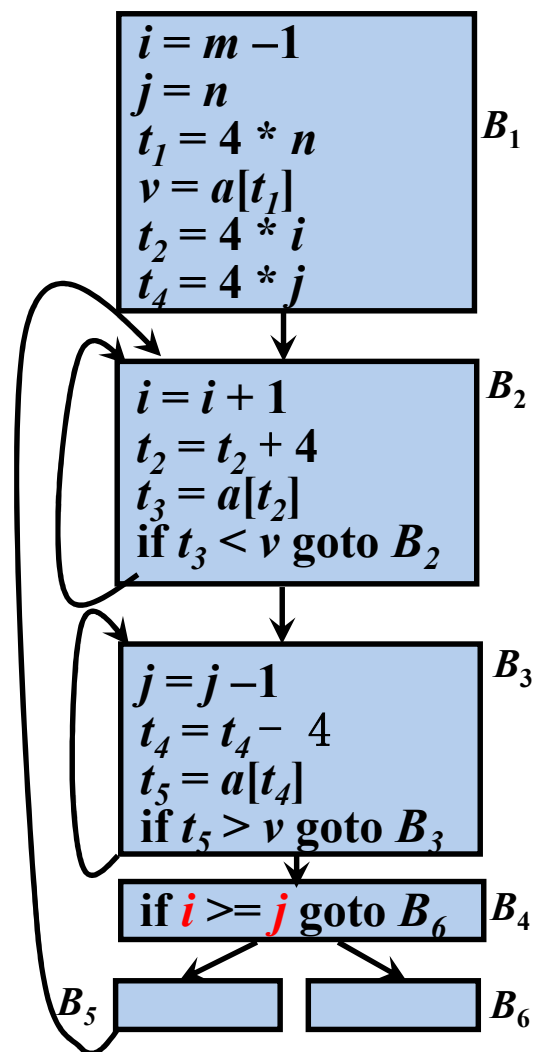 i = m –1
j = n
t₁ = 4 * n
v = a[t₁]
t₂ = 4 * i
t₄ = 4 * j
B₁
i = i + 1
t₂ = t₂ + 4
t₃ = a[t₂]
if t₃ < v goto B₂
B₂
j = j –1
t₄ = t₄ – 4
t₅ = a[t₄]
if t₅ > v goto B₃
B₃
if i >= j goto B₆
B₄
B₅
B₆